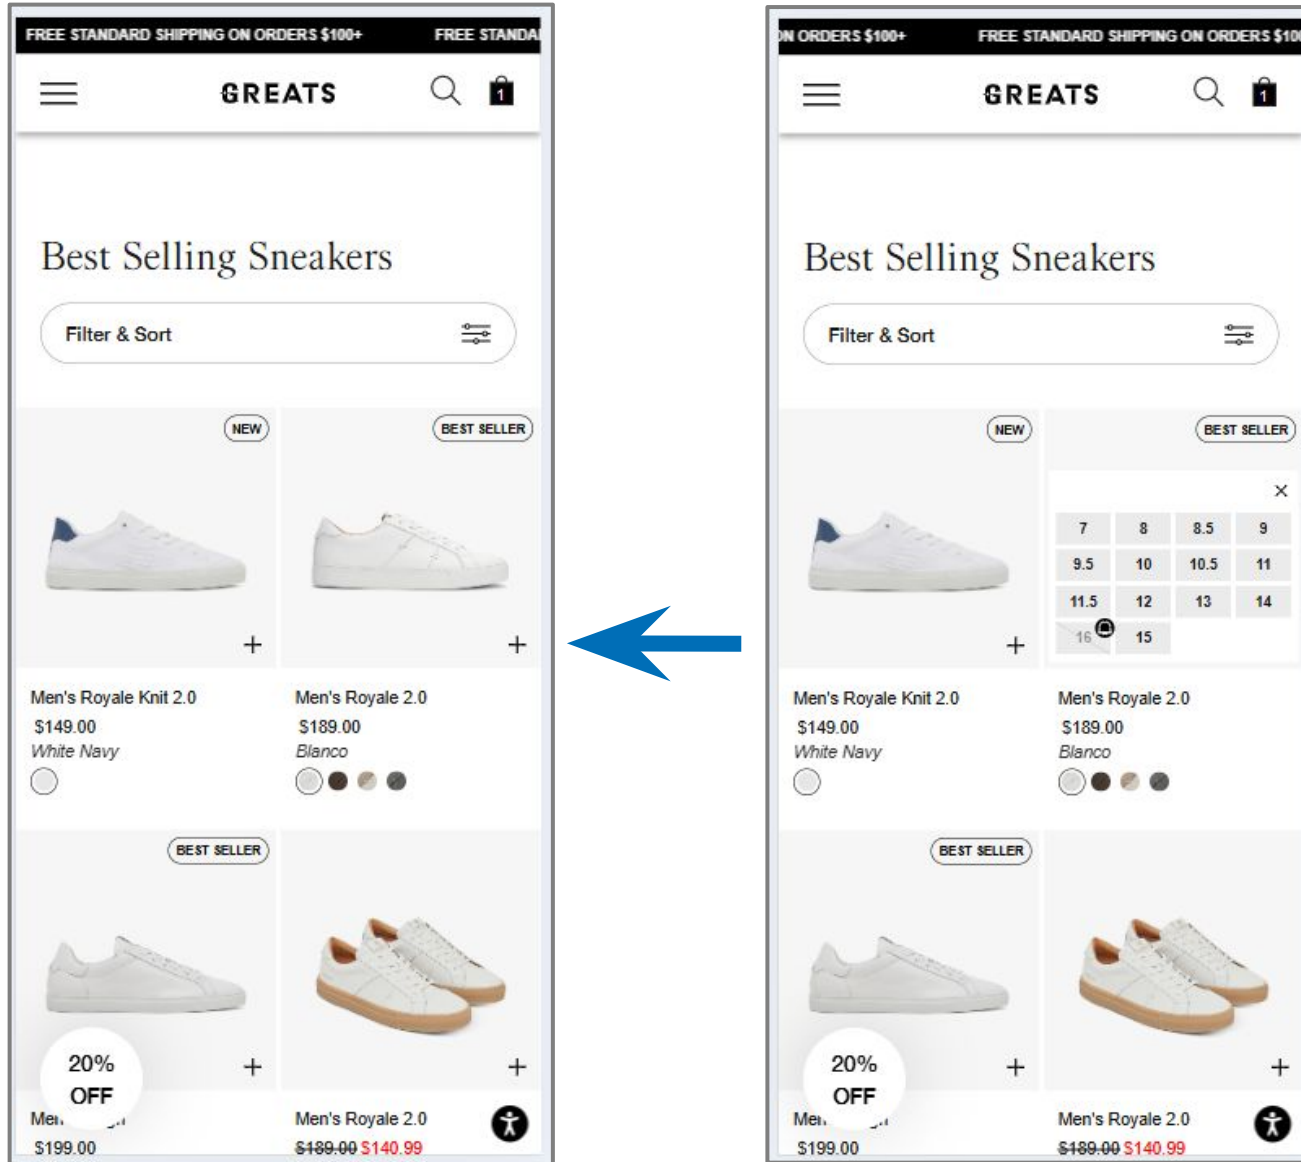 FREE STANDARD SHIPPING ON ORDERS $100+ FREE STANDA
GREATS
1
Best Selling Sneakers
Filter & Sort
NEW
BEST SELLER
+
+
Men's Royale Knit 2.0
$149.00
White Navy
Men's Royale 2.0
$189.00
Blanco
BEST SELLER
20%
OFF
+
+
Men's
$199.00
Men's Royale 2.0
$189.00 $140.99
ON ORDERS $100+ FREE STANDARD SHIPPING ON ORDERS $100
GREATS
1
Best Selling Sneakers
Filter & Sort
NEW
BEST SELLER
×
7 8 8.5 9
9.5 10 10.5 11
11.5 12 13 14
16 15
+
Men's Royale Knit 2.0
$149.00
White Navy
Men's Royale 2.0
$189.00
Blanco
BEST SELLER
20%
OFF
+
+
$199.00
Men's Royale 2.0
$189.00 $140.99